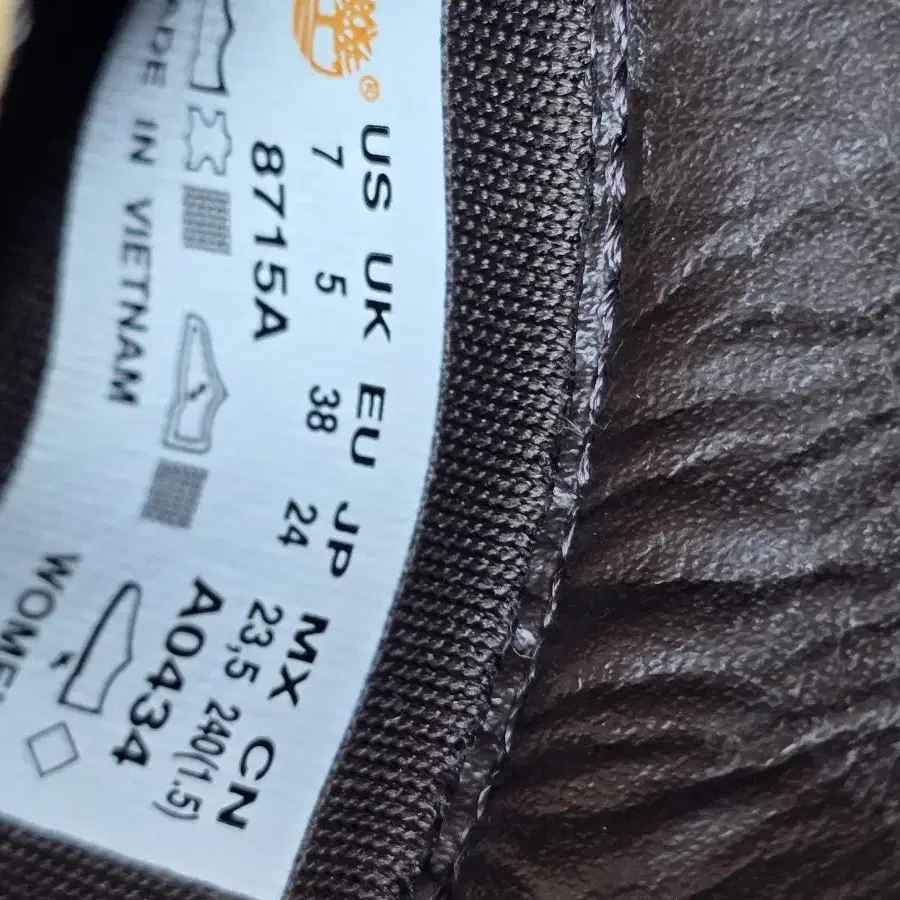 ®
US UK EU JP MX CN
7 5 38 24 23,5 240(1.5)
8715A A0434
DE IN VIETNAM
WOME